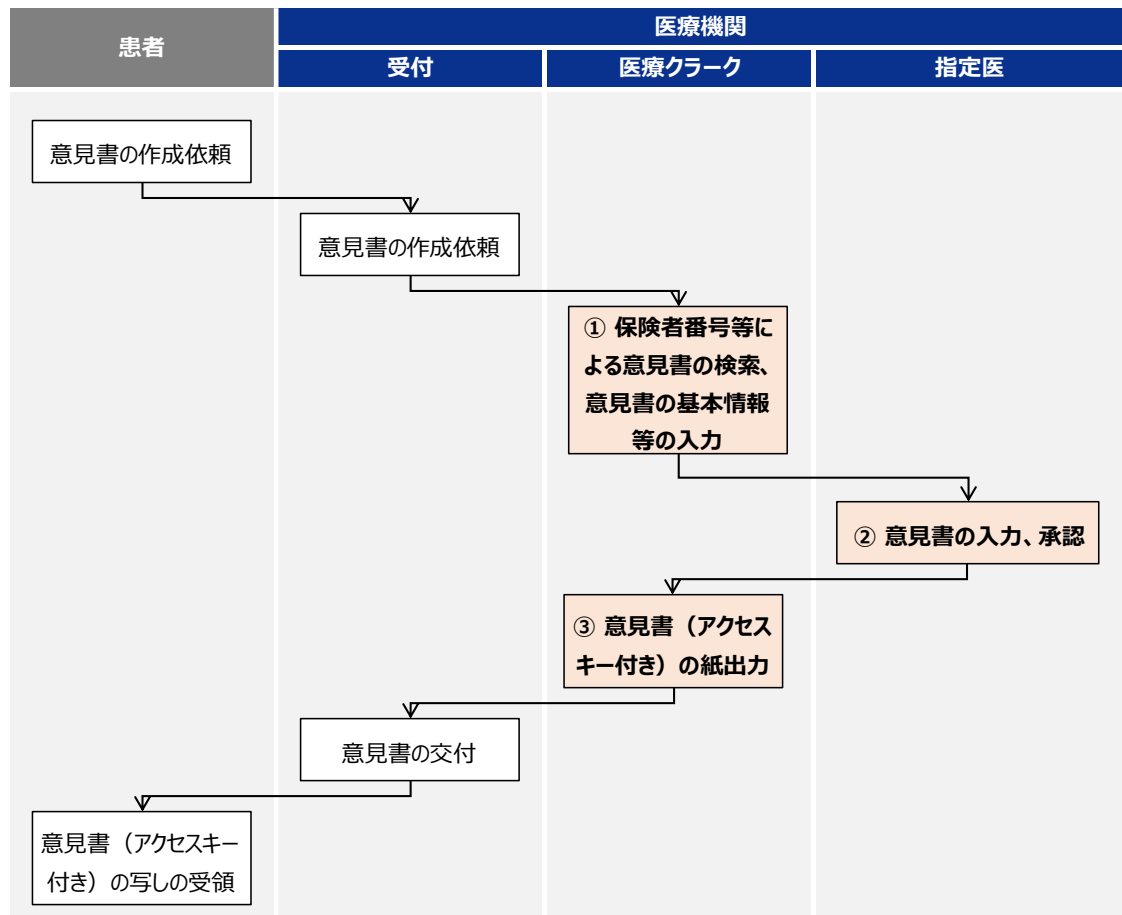 患者
医療機関
受付
医療クラーク
指定医
意見書の作成依頼
意見書の作成依頼
① 保険者番号等に
よる意見書の検索、
意見書の基本情報
等の入力
② 意見書の入力、承認
③ 意見書（アクセス
キー付き）の紙出力
意見書の交付
意見書（アクセスキー
付き）の写しの受領